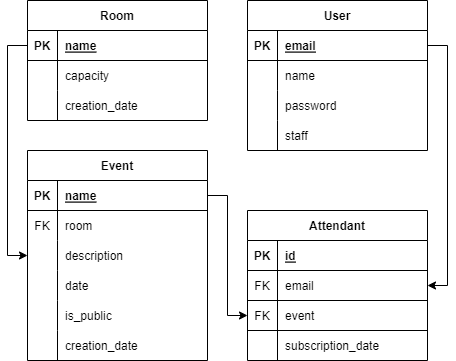 Room
PK name
capacity
creation_date
User
PK email
name
password
staff
Event
PK name
FK room
description
date
is_public
creation_date
Attendant
PK id
FK email
FK event
subscription_date